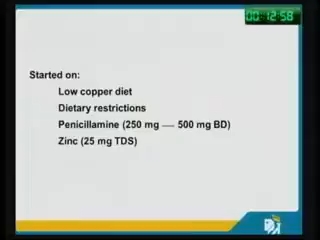 00:12:58
Started on:
Low copper diet
Dietary restrictions
Penicillamine (250 mg — 500 mg BD)
Zinc (25 mg TDS)